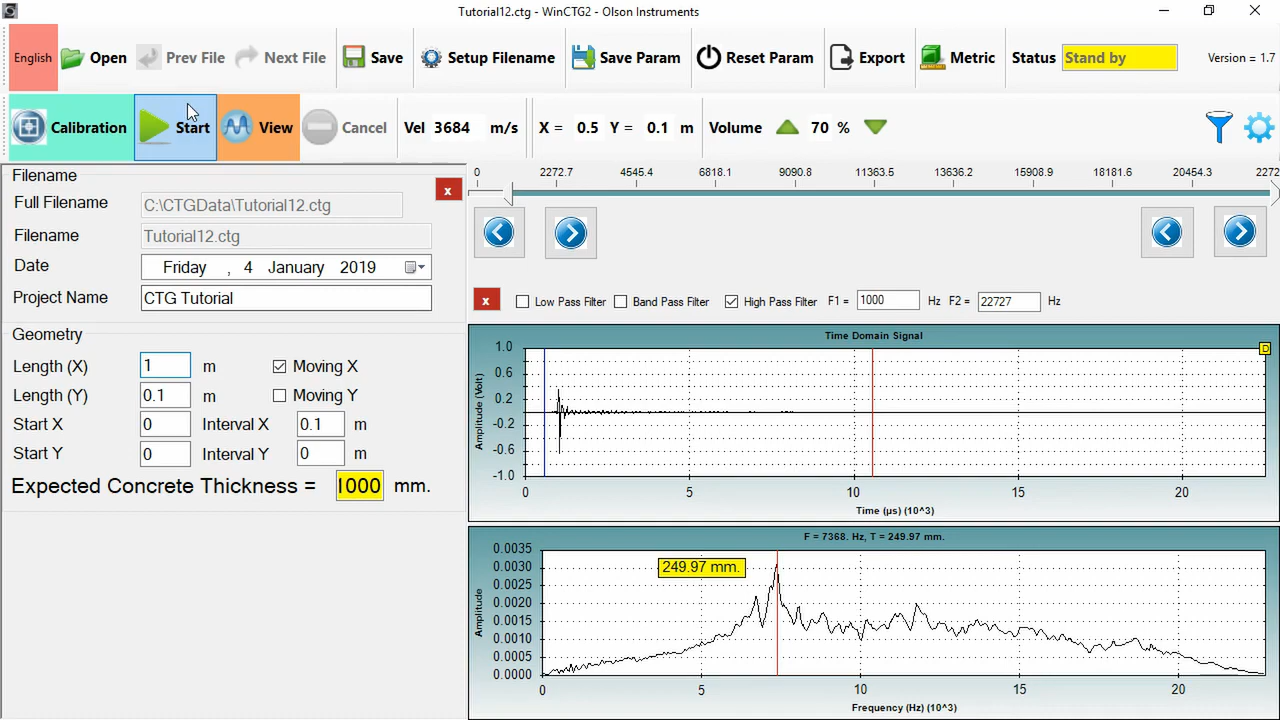 Tutorial12.ctg - WinCTG2 - Olson Instruments
English Open Prev File Next File Save Setup Filename Save Param Reset Param Export Metric Status Stand by Version = 1.7
Calibration Start View Cancel Vel 3684 m/s X = 0.5 Y = 0.1 m Volume 70 %
Filename
Full Filename C:\CTGData\Tutorial12.ctg
Filename Tutorial12.ctg
Date Friday , 4 January 2019
Project Name CTG Tutorial
Geometry
Length (X) 1 m Moving X
Length (Y) 0.1 m Moving Y
Start X 0 Interval X 0.1 m
Start Y 0 Interval Y 0 m
Expected Concrete Thickness = 1000 mm.
x
0 2272.7 4545.4 6818.1 9090.8 11363.5 13636.2 15908.9 18181.6 20454.3 2272
x Low Pass Filter Band Pass Filter High Pass Filter F1 = 1000 Hz F2 = 22727 Hz
Time Domain Signal
D
Amplitude (Volt)
1.0
0.6
0.2
-0.2
-0.6
-1.0
0 5 10 15 20
Time (µs) (10^3)
F = 7368. Hz, T = 249.97 mm.
249.97 mm.
Amplitude
0.0035
0.0030
0.0025
0.0020
0.0015
0.0010
0.0005
0.0000
0 5 10 15 20
Frequency (Hz) (10^3)